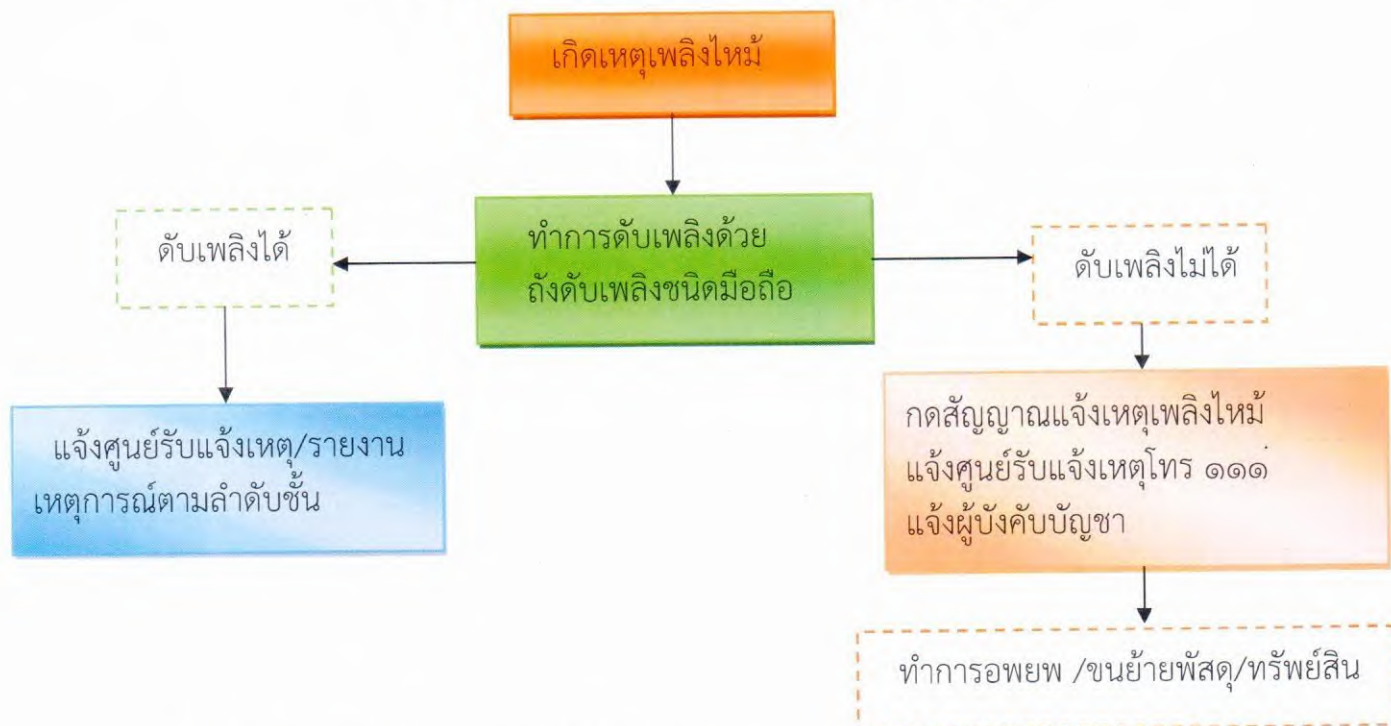 เกิดเหตุเพลิงไหม้
ทำการดับเพลิงด้วย
ถังดับเพลิงชนิดมือถือ
ดับเพลิงได้
ดับเพลิงไม่ได้
แจ้งศูนย์รับแจ้งเหตุ/รายงาน
เหตุการณ์ตามลำดับชั้น
กดสัญญาณแจ้งเหตุเพลิงไหม้
แจ้งศูนย์รับแจ้งเหตุโทร ๑๑๑
แจ้งผู้บังคับบัญชา
ทำการอพยพ /ขนย้ายพัสดุ/ทรัพย์สิน